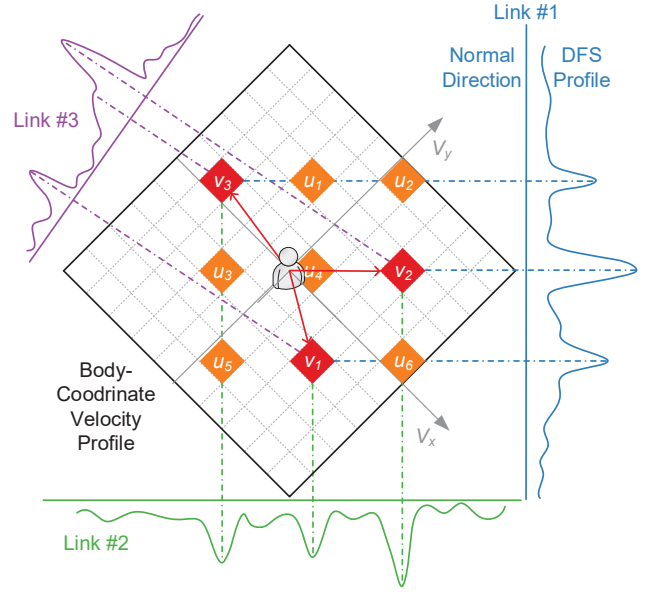 Link #1
Normal
Direction
DFS
Profile
Link #3
Vy
v3
u1
u2
u3
u4
v2
u5
v1
u6
Body-
Coodrinate
Velocity
Profile
Vx
Link #2